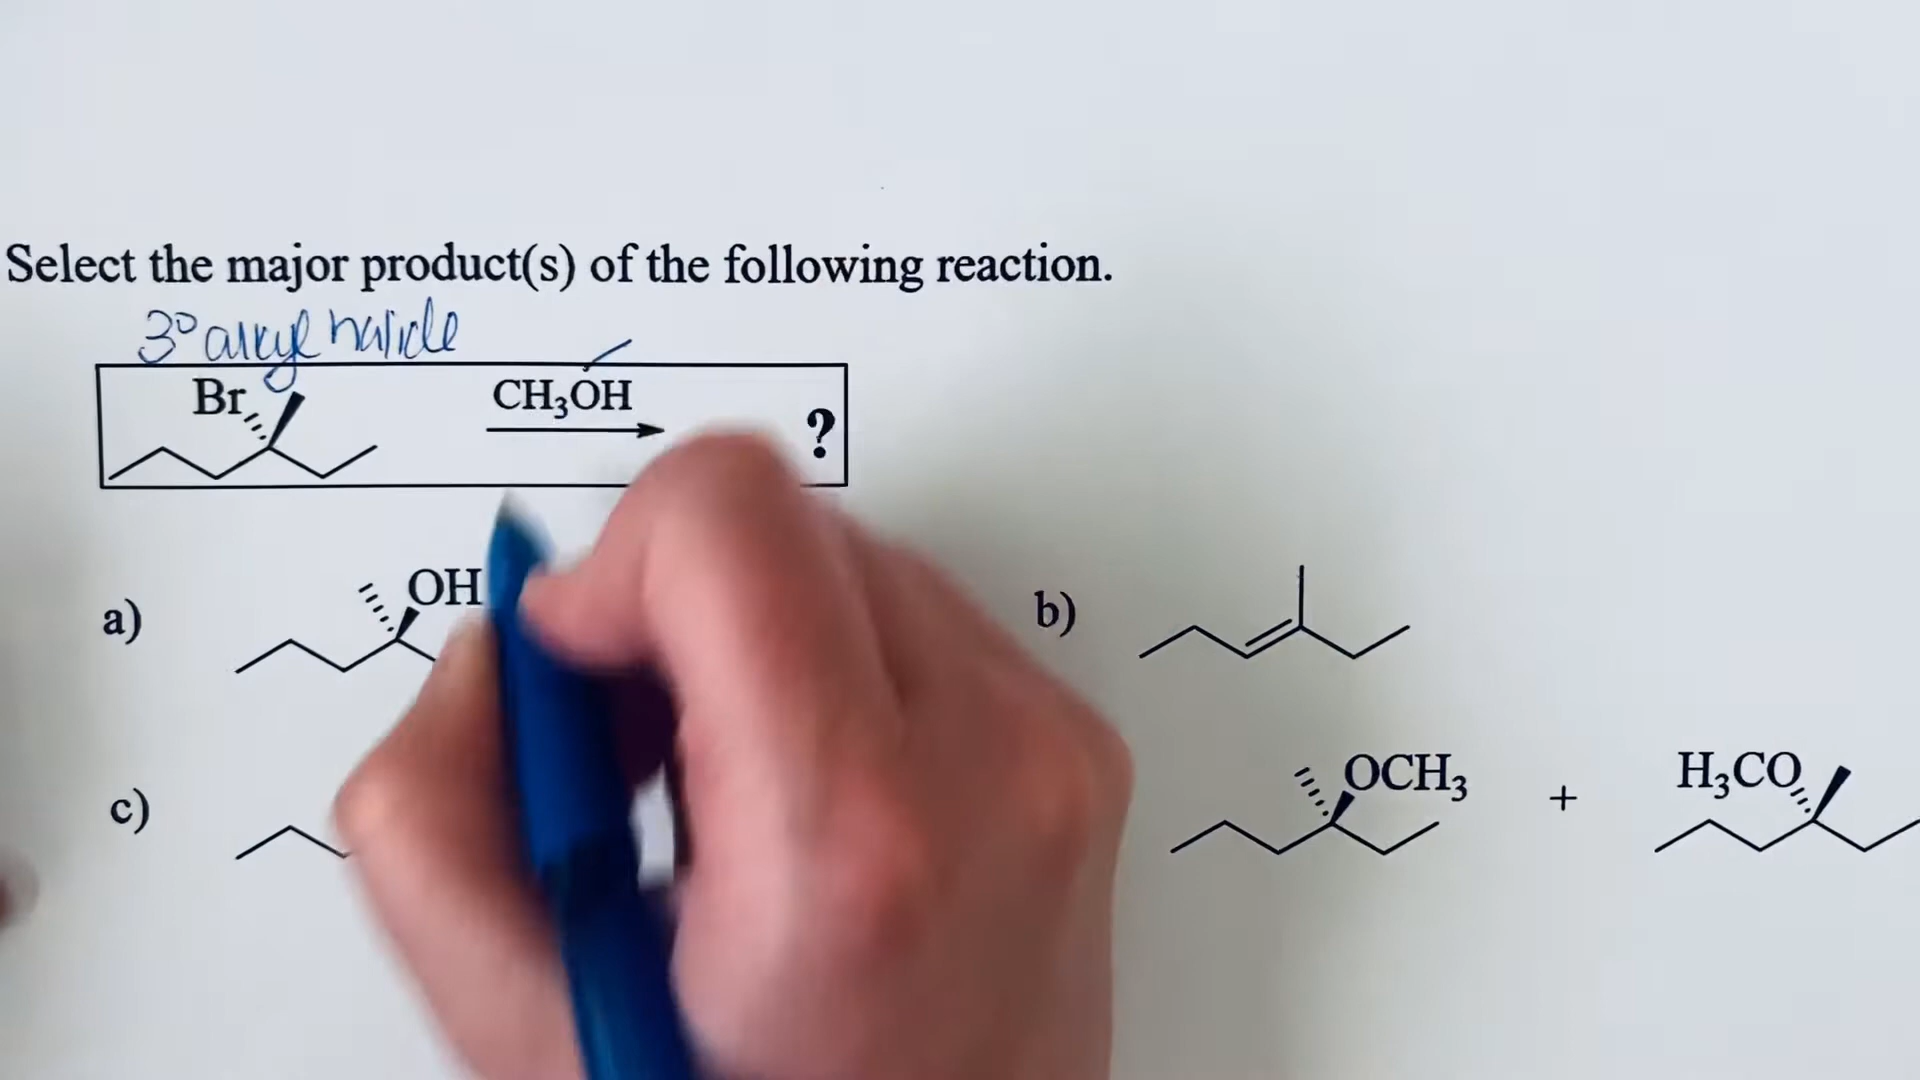 Select the major product(s) of the following reaction.
3° alkyl halide
Br
CH₃OH
?
a)
OH
b)
c)
OCH₃
+
H₃CO